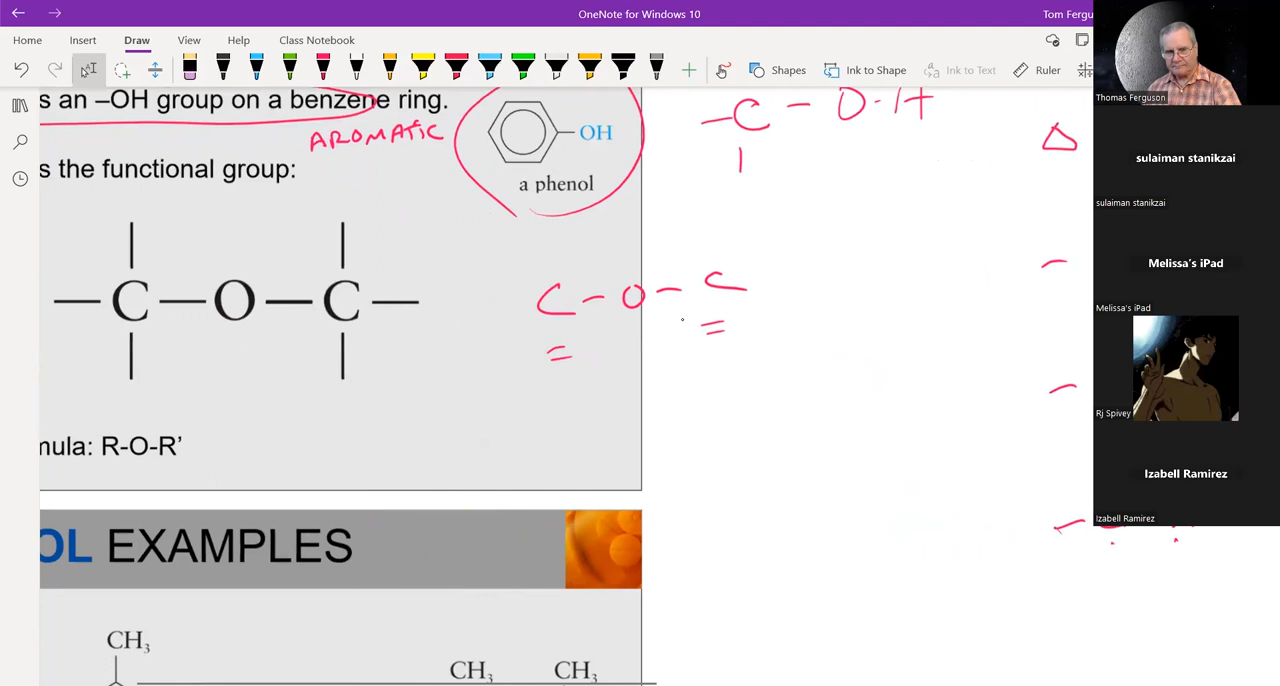 OneNote for Windows 10
Tom Fergu
Home Insert Draw View Help Class Notebook
Shapes Ink to Shape Ink to Text Ruler Math
s an –OH group on a benzene ring.
AROMATIC
OH
a phenol
– C – O-H
s the functional group:
C O C
C – O – C
mula: R-O-R’
OL EXAMPLES
CH3
CH3 CH3
Thomas Ferguson
sulaiman stanikzai
sulaiman stanikzai
Melissa’s iPad
Melissa's iPad
Rj Spivey
Izabell Ramirez
Izabell Ramirez